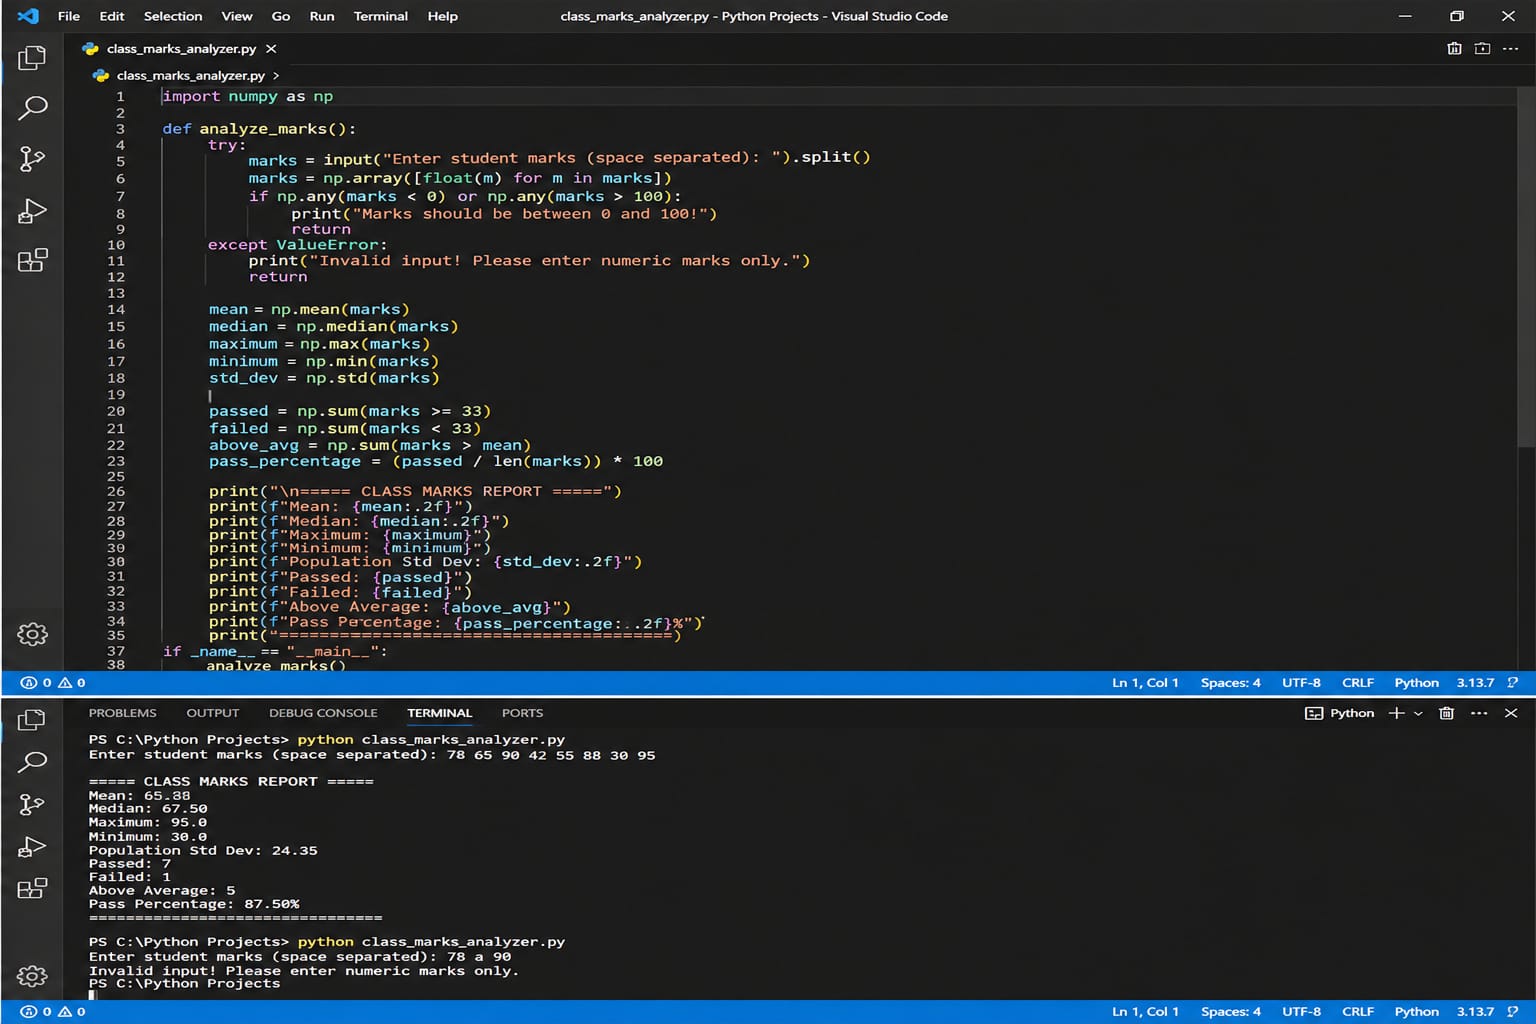 File Edit Selection View Go Run Terminal Help class_marks_analyzer.py - Python Projects - Visual Studio Code
class_marks_analyzer.py
class_marks_analyzer.py >
1 import numpy as np
2
3 def analyze_marks():
4 try:
5 marks = input("Enter student marks (space separated): ").split()
6 marks = np.array([float(m) for m in marks])
7 if np.any(marks < 0) or np.any(marks > 100):
8 print("Marks should be between 0 and 100!")
9 return
10 except ValueError:
11 print("Invalid input! Please enter numeric marks only.")
12 return
13
14 mean = np.mean(marks)
15 median = np.median(marks)
16 maximum = np.max(marks)
17 minimum = np.min(marks)
18 std_dev = np.std(marks)
19
20 passed = np.sum(marks >= 33)
21 failed = np.sum(marks < 33)
22 above_avg = np.sum(marks > mean)
23 pass_percentage = (passed / len(marks)) * 100
25
26 print("\n===== CLASS MARKS REPORT =====")
27 print(f"Mean: {mean:.2f}")
28 print(f"Median: {median:.2f}")
29 print(f"Maximum: {maximum}")
30 print(f"Minimum: {minimum}")
30 print(f"Population Std Dev: {std_dev:.2f}")
31 print(f"Passed: {passed}")
32 print(f"Failed: {failed}")
33 print(f"Above Average: {above_avg}")
34 print(f"Pass Percentage: {pass_percentage:..2f}%")
35 print("====================================)
37 if _name__ == "__main__":
38 analyze_marks()
0 0 Ln 1, Col 1 Spaces: 4 UTF-8 CRLF Python 3.13.7
PROBLEMS OUTPUT DEBUG CONSOLE TERMINAL PORTS Python
PS C:\Python Projects> python class_marks_analyzer.py
Enter student marks (space separated): 78 65 90 42 55 88 30 95
===== CLASS MARKS REPORT =====
Mean: 65.88
Median: 67.50
Maximum: 95.0
Minimum: 30.0
Population Std Dev: 24.35
Passed: 7
Failed: 1
Above Average: 5
Pass Percentage: 87.50%
================================
PS C:\Python Projects> python class_marks_analyzer.py
Enter student marks (space separated): 78 a 90
Invalid input! Please enter numeric marks only.
PS C:\Python Projects
0 0 Ln 1, Col 1 Spaces: 4 UTF-8 CRLF Python 3.13.7